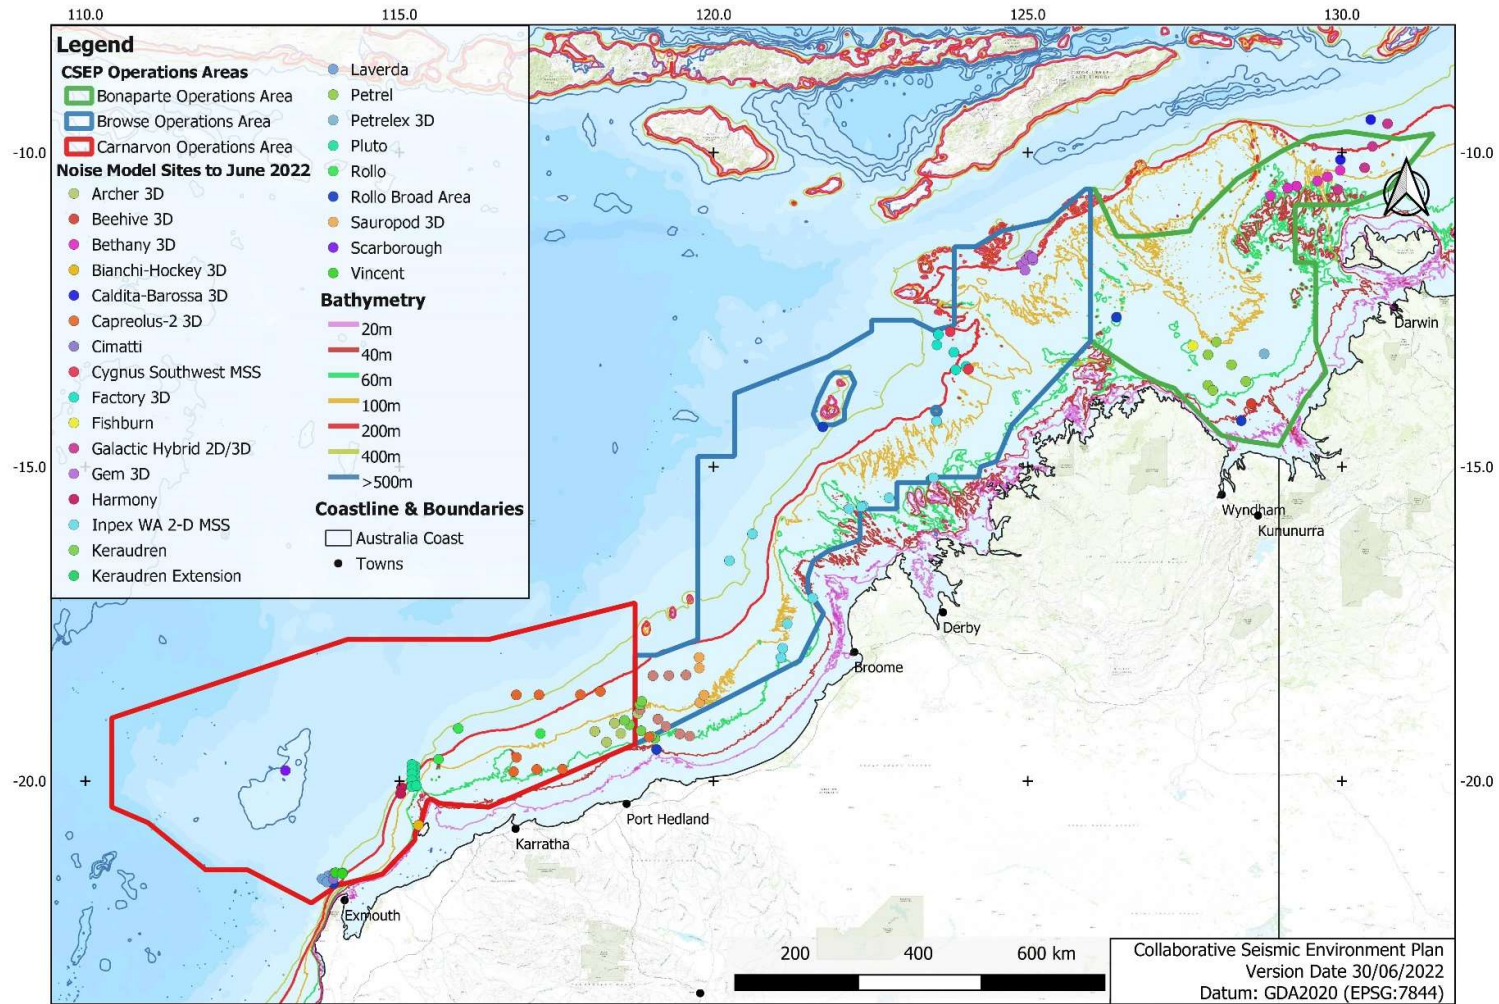 110.0
115.0
120.0
125.0
130.0
Legend
CSEP Operations Areas
Bonaparte Operations Area
Browse Operations Area
Carnarvon Operations Area
Noise Model Sites to June 2022
Archer 3D
Beehive 3D
Bethany 3D
Bianchi-Hockey 3D
Caldita-Barossa 3D
Capreolus-2 3D
Cimatti
Cygnus Southwest MSS
Factory 3D
Fishburn
Galactic Hybrid 2D/3D
Gem 3D
Harmony
Inpex WA 2-D MSS
Keraudren
Keraudren Extension
Laverda
Petrel
Petrelex 3D
Pluto
Rollo
Rollo Broad Area
Sauropod 3D
Scarborough
Vincent
Bathymetry
20m
40m
60m
100m
200m
400m
>500m
Coastline & Boundaries
Australia Coast
Towns
-10.0
-10.0
-15.0
-15.0
-20.0
-20.0
Darwin
Wyndham
Kununurra
Derby
Broome
Port Hedland
Karratha
Exmouth
200
400
600 km
Collaborative Seismic Environment Plan
Version Date 30/06/2022
Datum: GDA2020 (EPSG:7844)